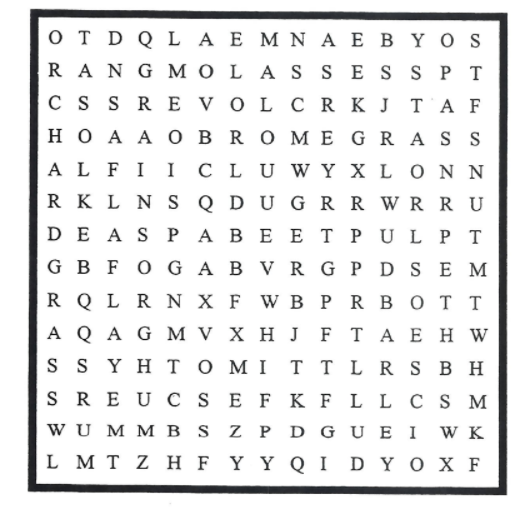 O T D Q L A E M N A E B Y O S
R A N G M O L A S S E S S P T
C S S R E V O L C R K J T A F
H O A A O B R O M E G R A S S
A L F I I C L U W Y X L O N N
R K L N S Q D U G R R W R R U
D E A S P A B E E T P U L P T
G B F O G A B V R G P D S E M
R Q L R N X F W B P R B O T T
A Q A G M V X H J F T A E H W
S S Y H T O M I T T L R S B H
S R E U C S E F K F L L C S M
W U M M B S Z P D G U E I W K
L M T Z H F Y Y Q I D Y O X F